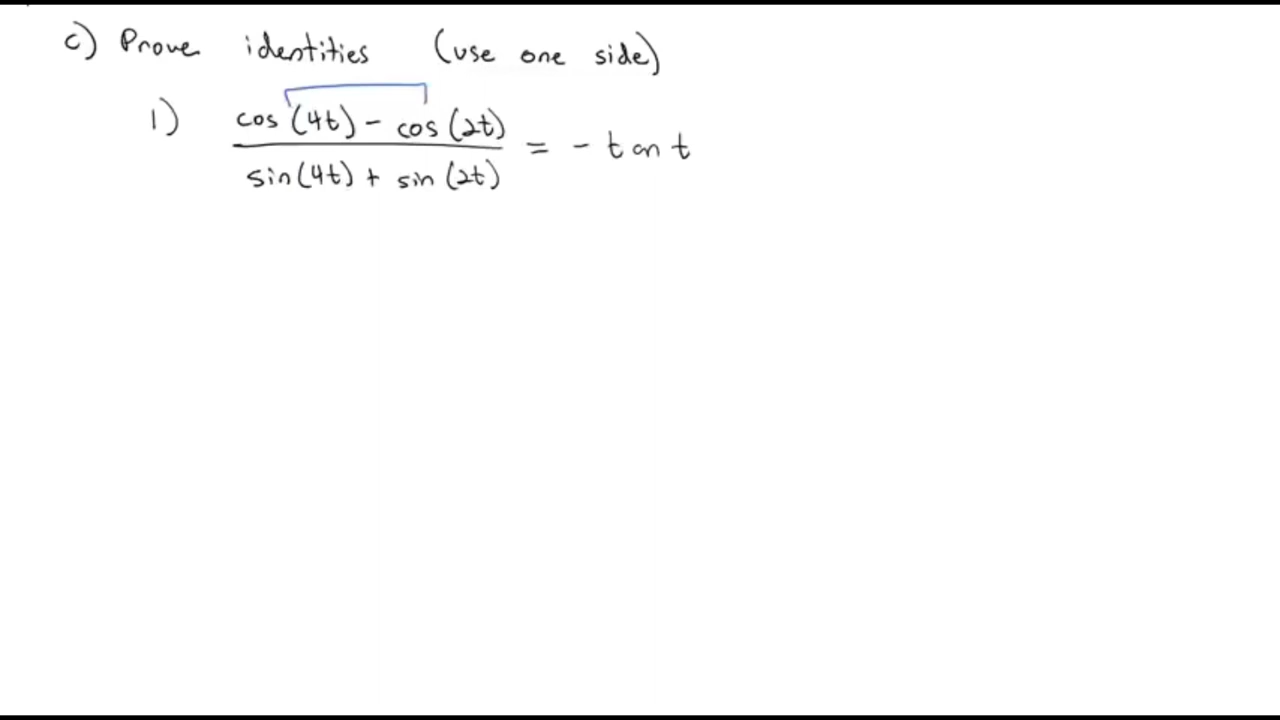 c) Prove identities (use one side)
1) cos(4t) - cos(2t) / sin(4t) + sin(2t) = - tan t